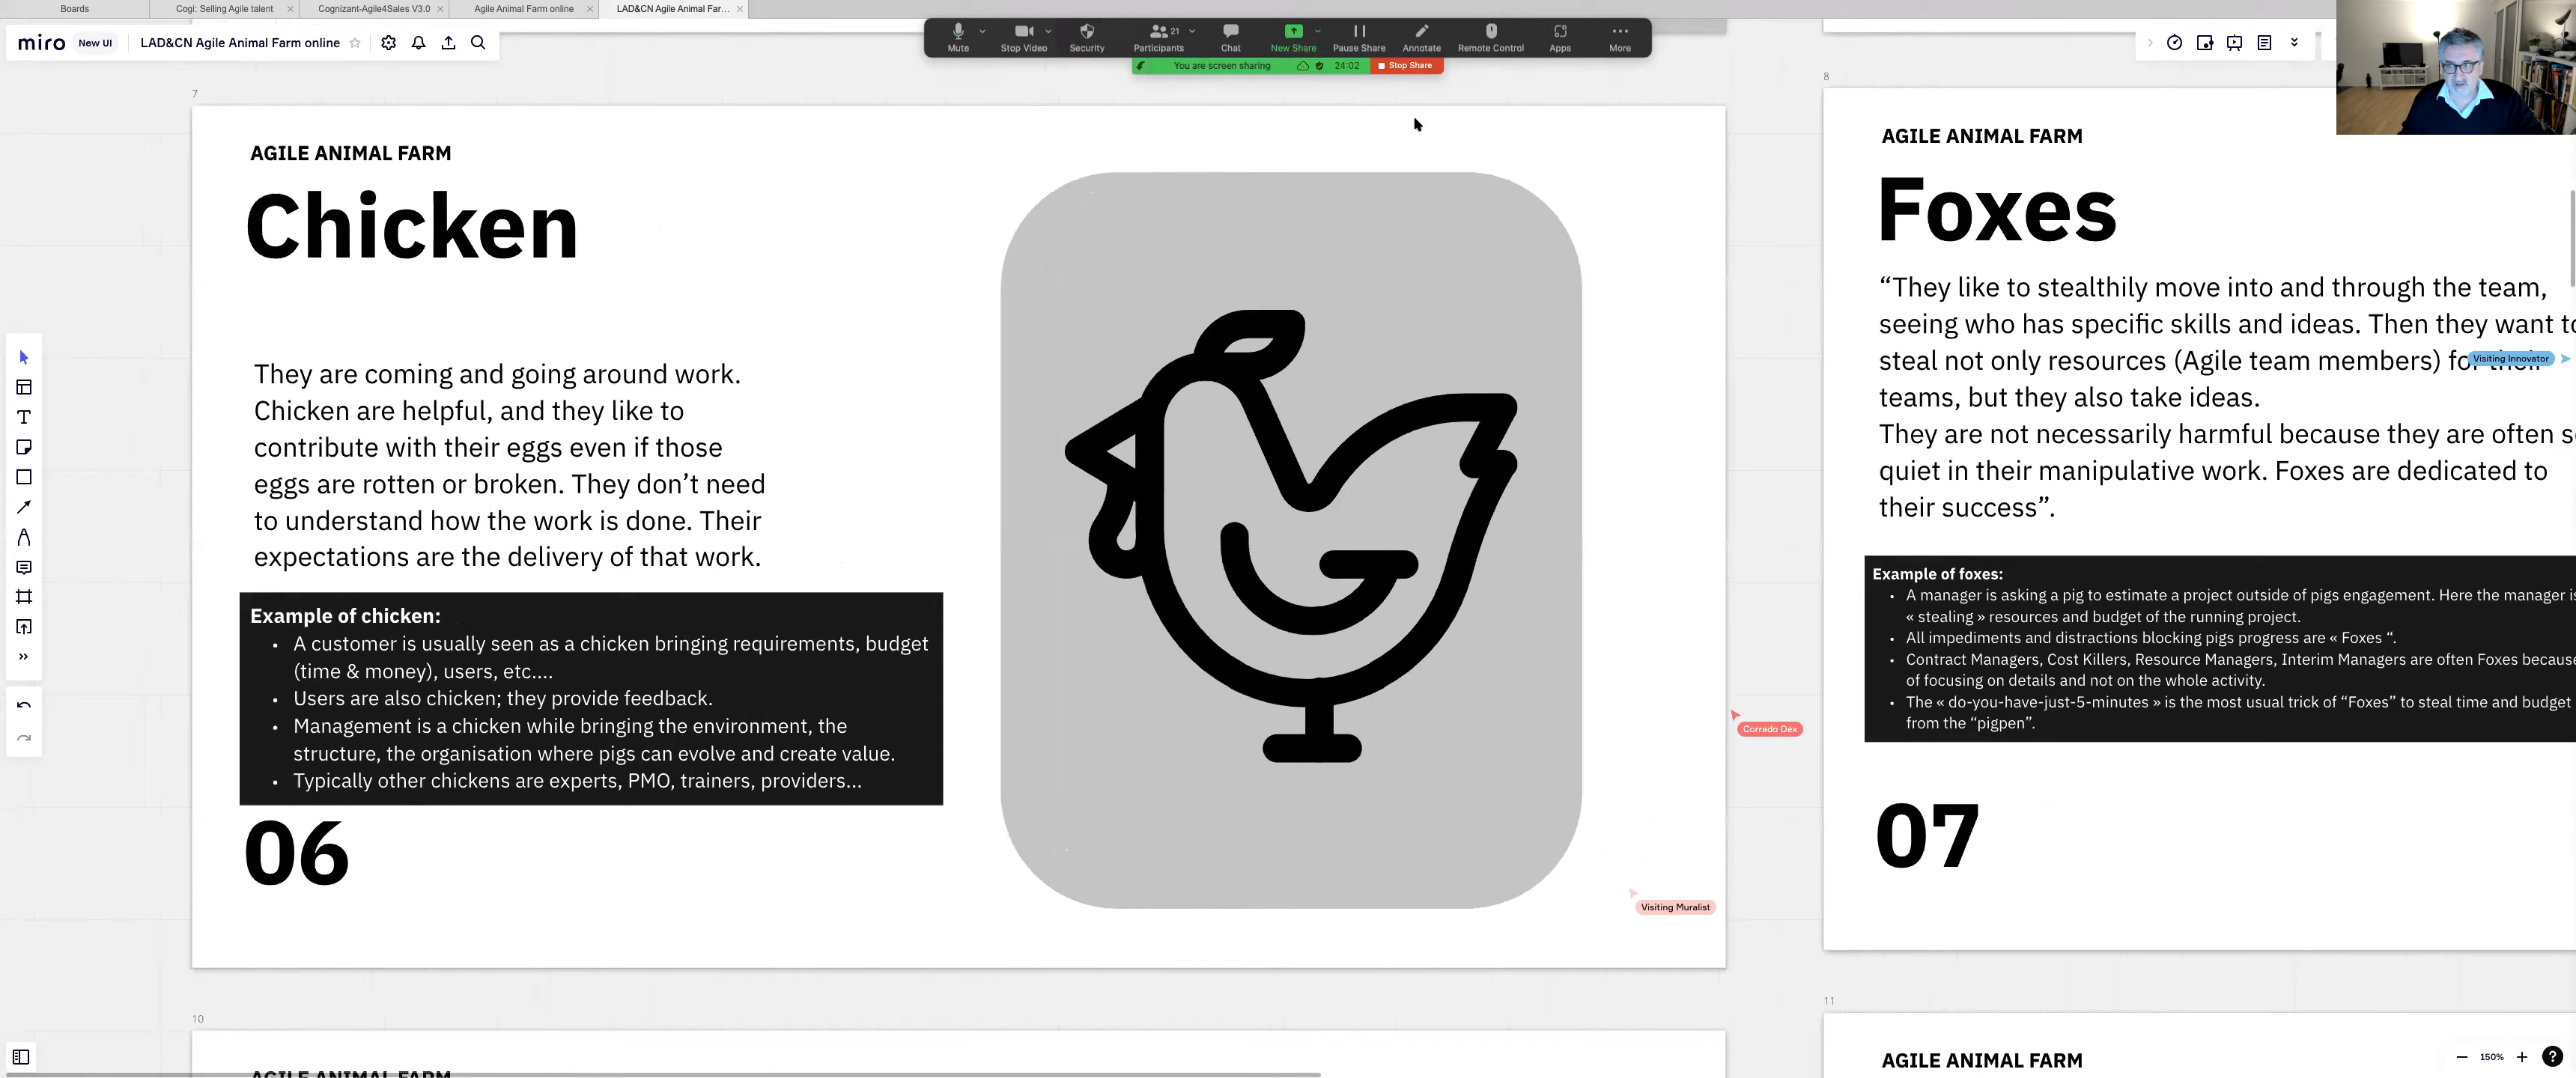 Boards
Cogi: Selling Agile talent
Cognizant-Agile4Sales V3.0
Agile Animal Farm online
LAD&CN Agile Animal Far...
miro
New UI
LAD&CN Agile Animal Farm online
Mute
Stop Video
Security
Participants
21
Chat
New Share
Pause Share
Annotate
Remote Control
Apps
More
You are screen sharing
24:02
Stop Share
7
AGILE ANIMAL FARM
Chicken
They are coming and going around work.
Chicken are helpful, and they like to
contribute with their eggs even if those
eggs are rotten or broken. They don’t need
to understand how the work is done. Their
expectations are the delivery of that work.
Example of chicken:
• A customer is usually seen as a chicken bringing requirements, budget
(time & money), users, etc....
• Users are also chicken; they provide feedback.
• Management is a chicken while bringing the environment, the
structure, the organisation where pigs can evolve and create value.
• Typically other chickens are experts, PMO, trainers, providers...
06
Corrado Dex
Visiting Muralist
8
AGILE ANIMAL FARM
Foxes
“They like to stealthily move into and through the team,
seeing who has specific skills and ideas. Then they want to
steal not only resources (Agile team members) for their
Visiting Innovator
teams, but they also take ideas.
They are not necessarily harmful because they are often s
quiet in their manipulative work. Foxes are dedicated to
their success”.
Example of foxes:
• A manager is asking a pig to estimate a project outside of pigs engagement. Here the manager is
« stealing » resources and budget of the running project.
• All impediments and distractions blocking pigs progress are « Foxes “.
• Contract Managers, Cost Killers, Resource Managers, Interim Managers are often Foxes because
of focusing on details and not on the whole activity.
• The « do-you-have-just-5-minutes » is the most usual trick of “Foxes” to steal time and budget
from the “pigpen”.
07
10
AGILE ANIMAL FARM
11
AGILE ANIMAL FARM
150%